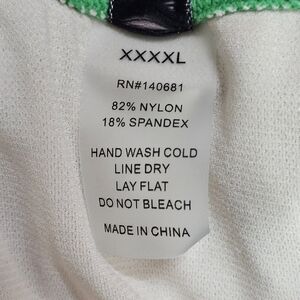 XXXXL
RN#140681
82% NYLON
18% SPANDEX
HAND WASH COLD
LINE DRY
LAY FLAT
DO NOT BLEACH
MADE IN CHINA